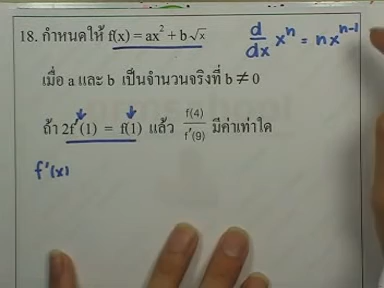 18. กำหนดให้ f(x) = ax² + b√x
d/dx xⁿ = nxⁿ⁻¹
เมื่อ a และ b เป็นจำนวนจริงที่ b ≠ 0
ถ้า 2f'(1) = f(1) แล้ว f(4)/f'(9) มีค่าเท่าใด
f'(x)